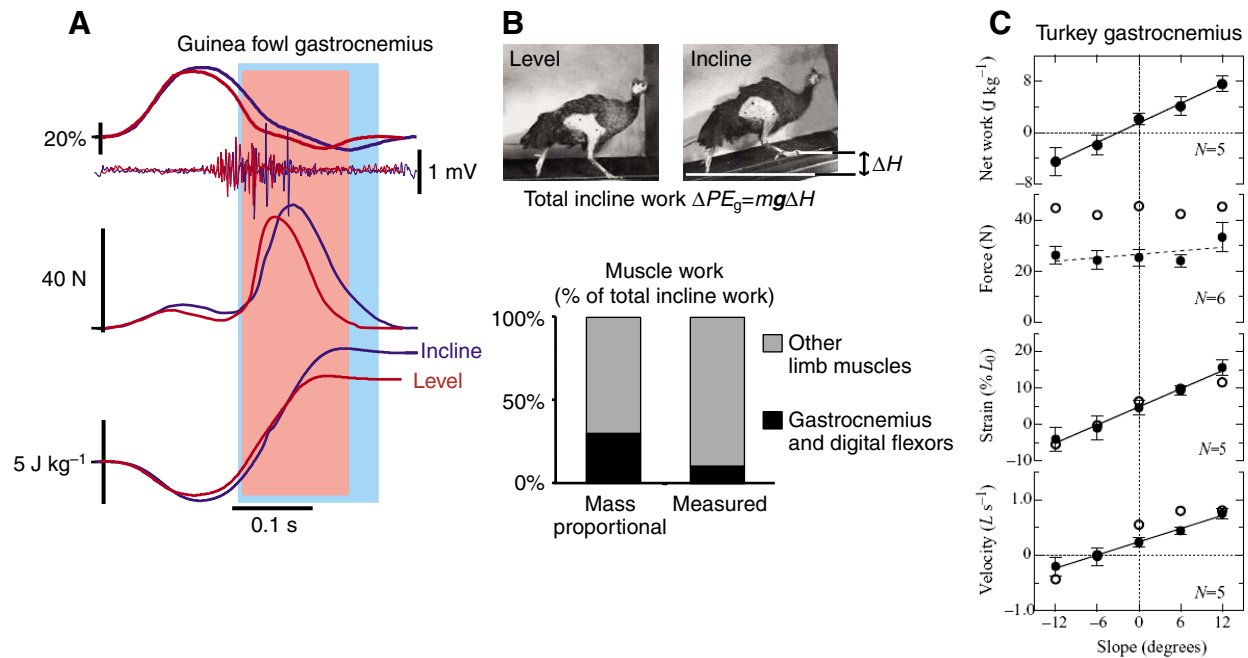 A
Guinea fowl gastrocnemius
20%
1 mV
40 N
Incline
Level
5 J kg⁻¹
0.1 s
B
Level
Incline
ΔH
Total incline work ΔPEg=mgΔH
Muscle work
(% of total incline work)
100%
50%
0%
Other
limb muscles
Gastrocnemius
and digital flexors
Mass
proportional
Measured
C
Turkey gastrocnemius
Net work (J kg⁻¹)
8
0
−8
N=5
Force (N)
40
20
0
N=6
Strain (% L0)
20
10
0
−10
N=5
Velocity (L s⁻¹)
1.0
0
−1.0
N=5
−12 −6 0 6 12
Slope (degrees)